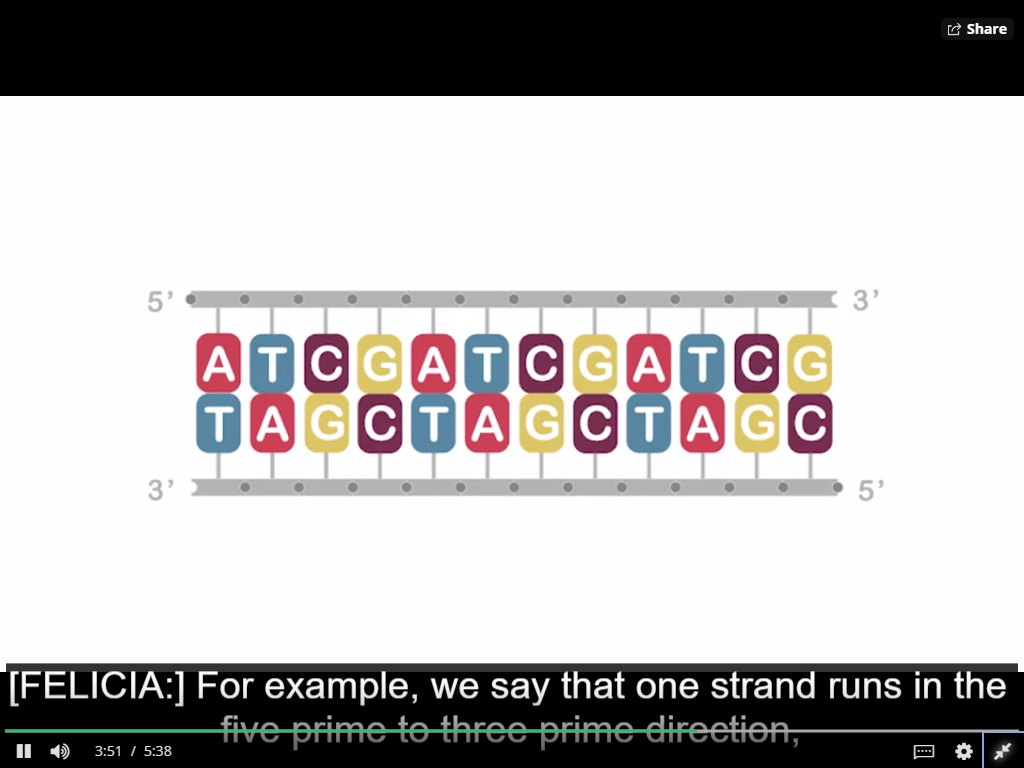 Share
5’ 3’
A T C G A T C G A T C G
T A G C T A G C T A G C
3’ 5’
[FELICIA:] For example, we say that one strand runs in the
five prime to three prime direction,
3:51 / 5:38